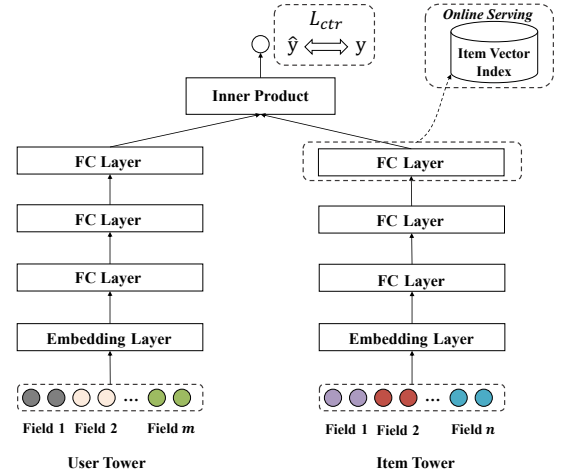 Online Serving
Item Vector
Index
L_ctr
ŷ y
Inner Product
FC Layer FC Layer
FC Layer FC Layer
FC Layer FC Layer
Embedding Layer Embedding Layer
... ...
Field 1 Field 2 Field m Field 1 Field 2 Field n
User Tower Item Tower